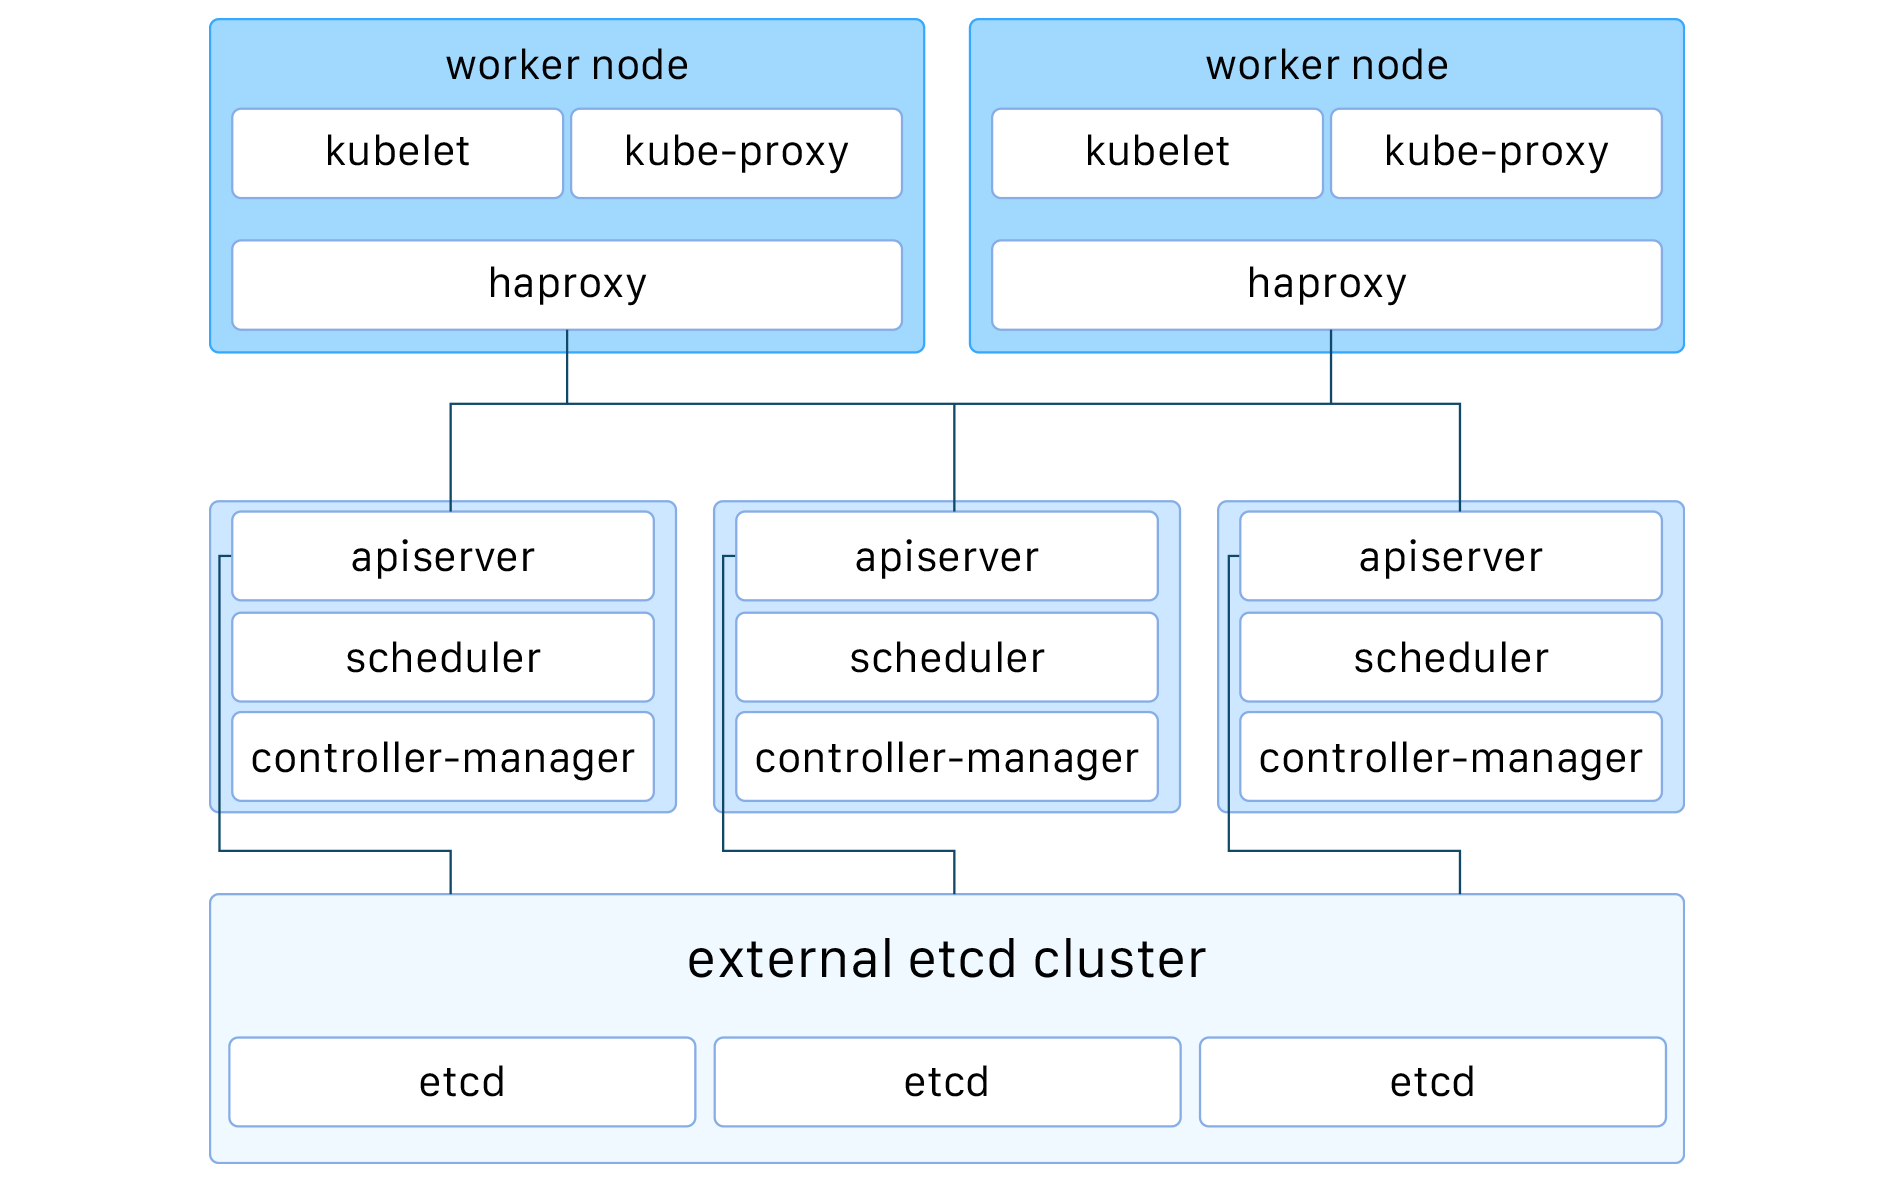 worker node
kubelet
kube-proxy
haproxy
worker node
kubelet
kube-proxy
haproxy
apiserver
scheduler
controller-manager
apiserver
scheduler
controller-manager
apiserver
scheduler
controller-manager
external etcd cluster
etcd
etcd
etcd